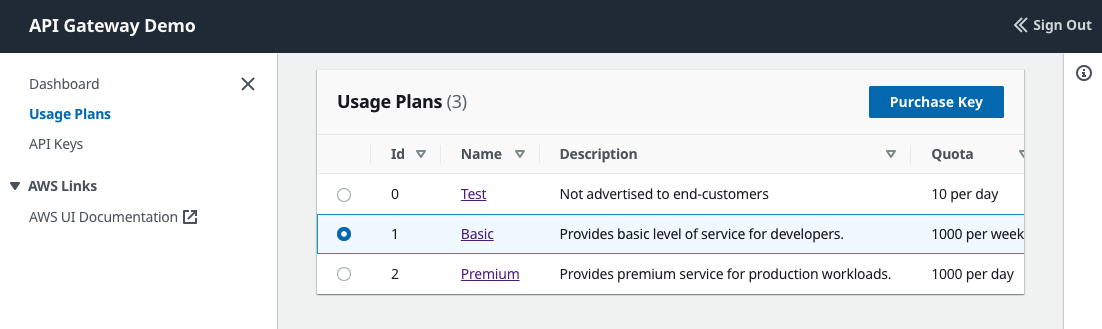 API Gateway Demo
Sign Out
Dashboard
Usage Plans
API Keys
AWS Links
AWS UI Documentation
Usage Plans (3)
Purchase Key
Id Name Description Quota
0 Test Not advertised to end-customers 10 per day
1 Basic Provides basic level of service for developers. 1000 per week
2 Premium Provides premium service for production workloads. 1000 per day